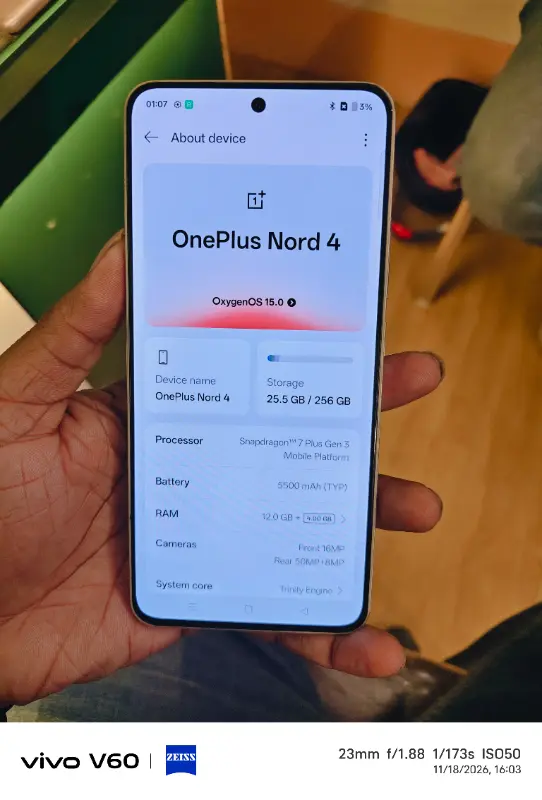 01:07
3%
About device
OnePlus Nord 4
OxygenOS 15.0
Device name
OnePlus Nord 4
Storage
25.5 GB / 256 GB
Processor
Snapdragon™ 7 Plus Gen 3
Mobile Platform
Battery
5500 mAh (TYP)
RAM
12.0 GB + 4.00 GB
Cameras
Front 16MP
Rear 50MP+8MP
System core
Trinity Engine
vivo V60
ZEISS
23mm f/1.88 1/173s ISO50
11/18/2026, 16:03